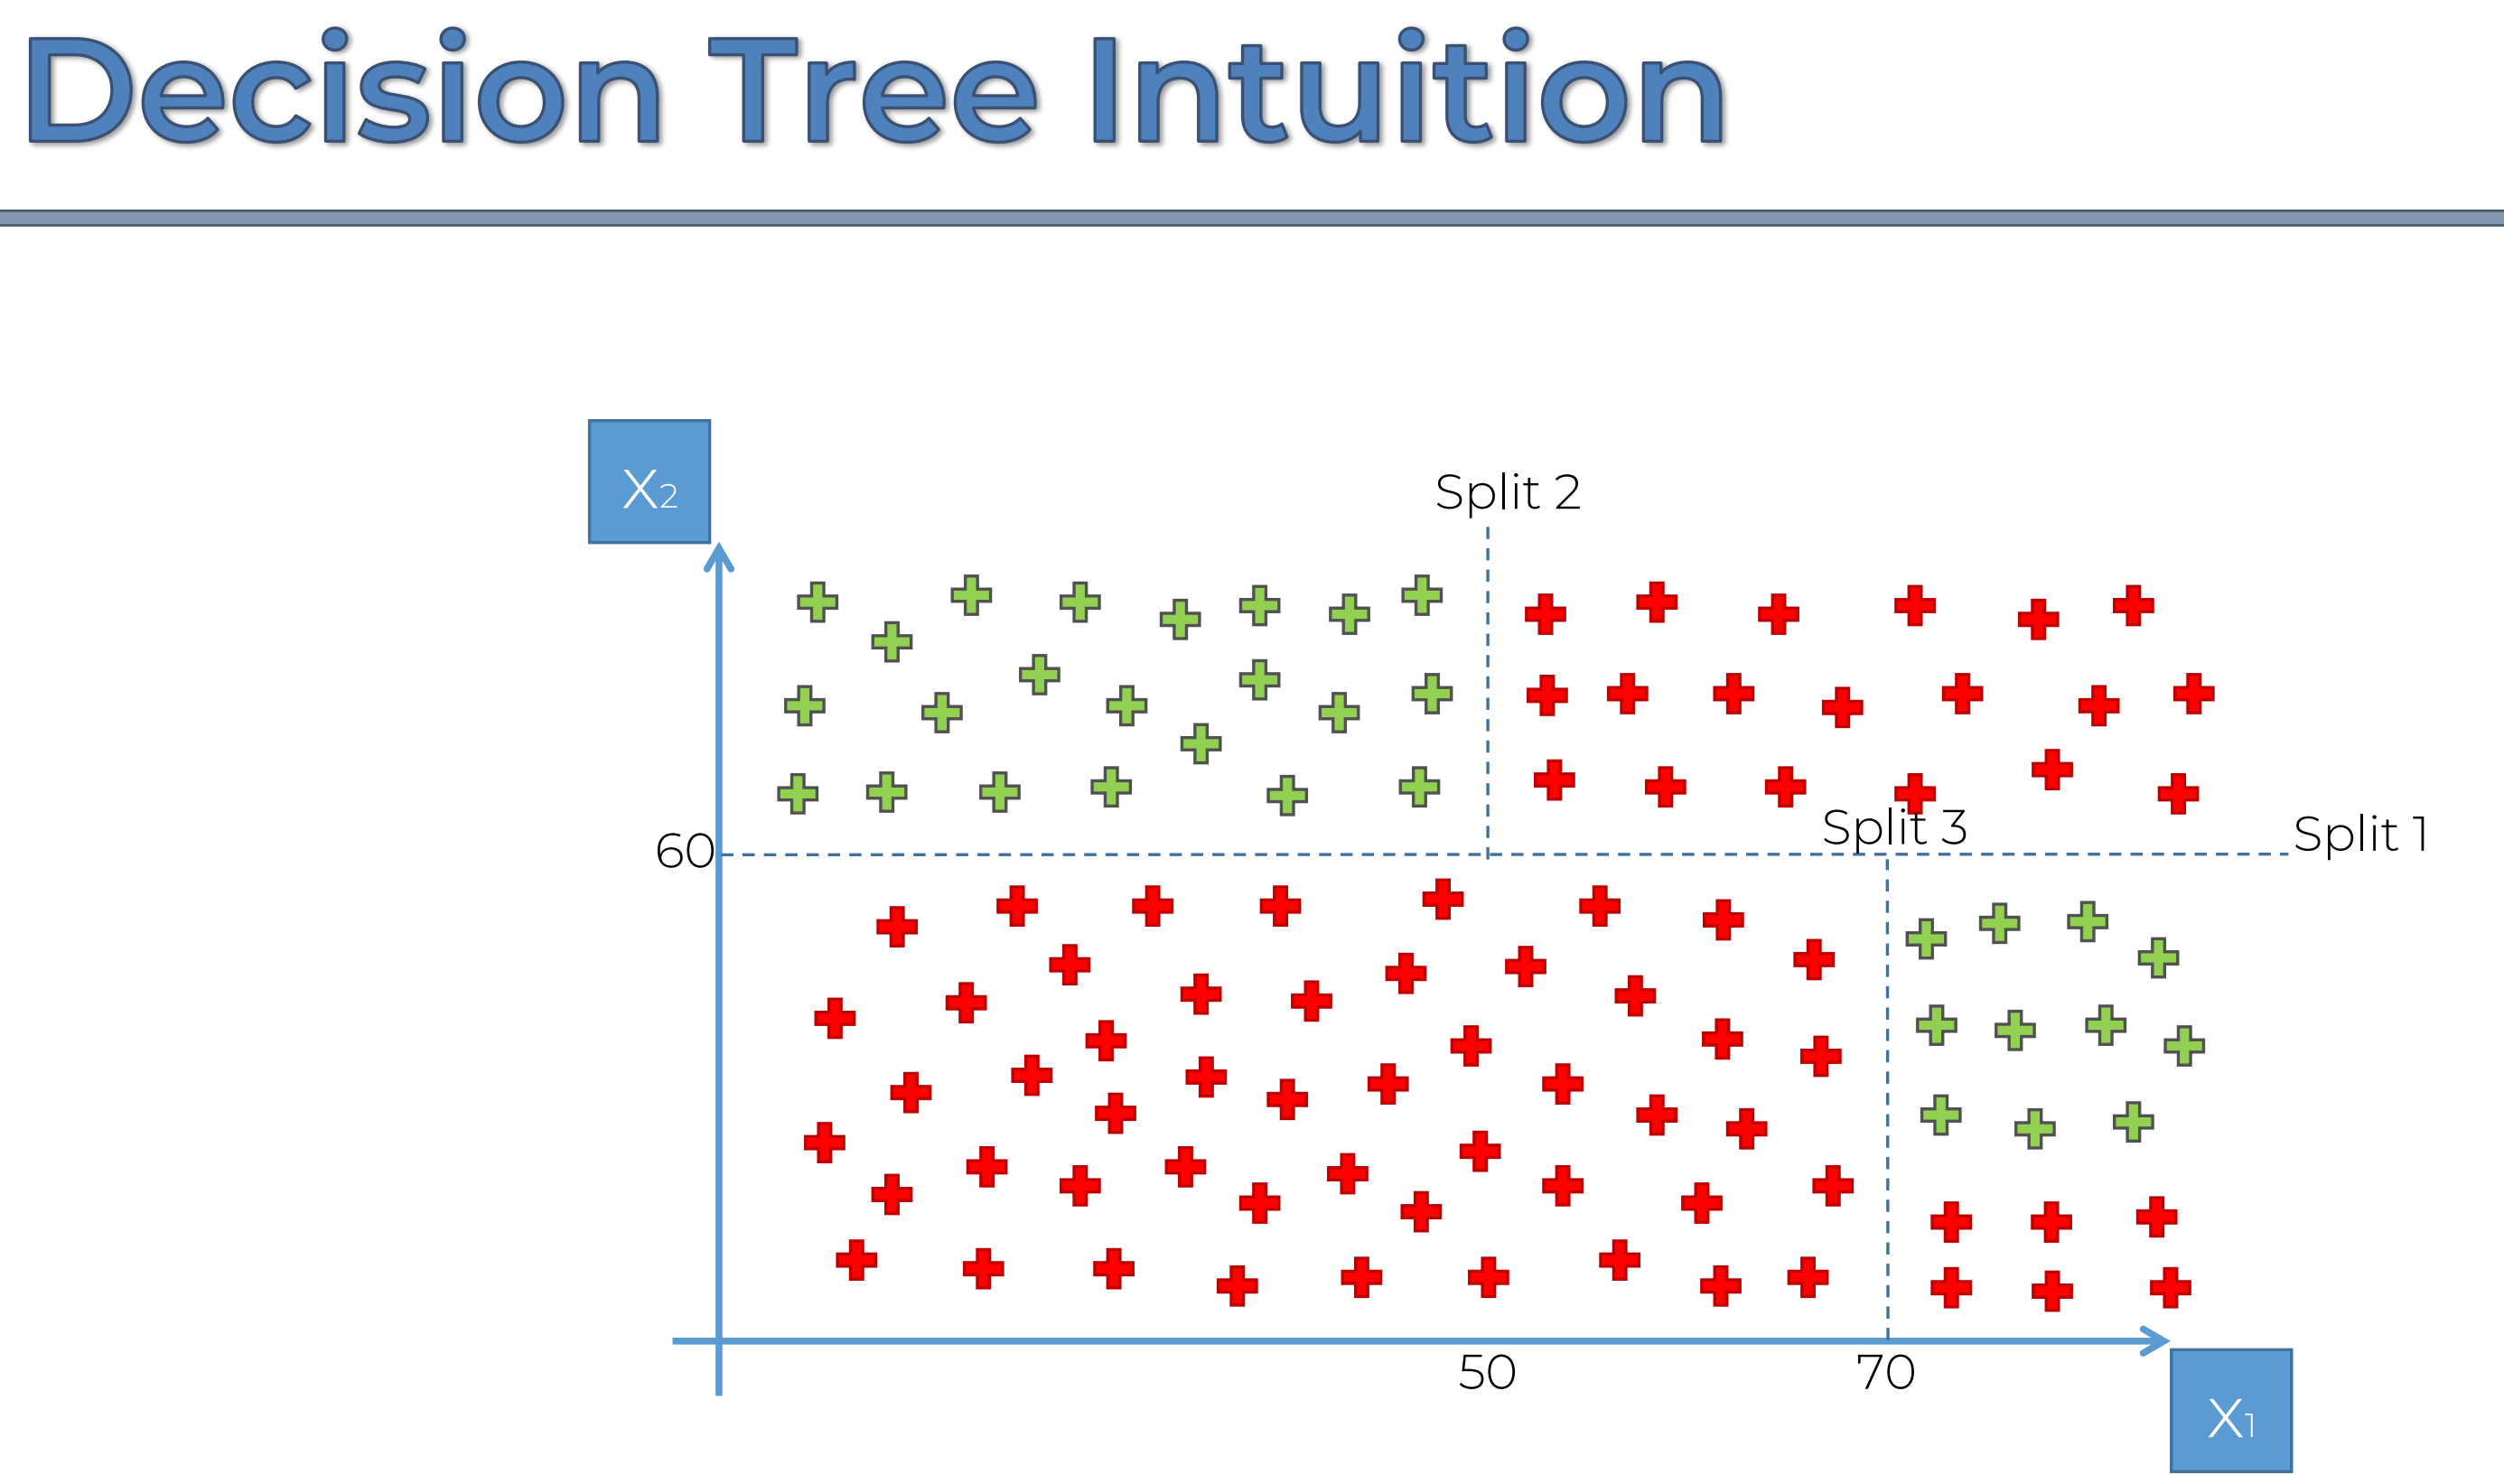 Decision Tree Intuition
X2
Split 2
Split 3
Split 1
60
50
70
X1